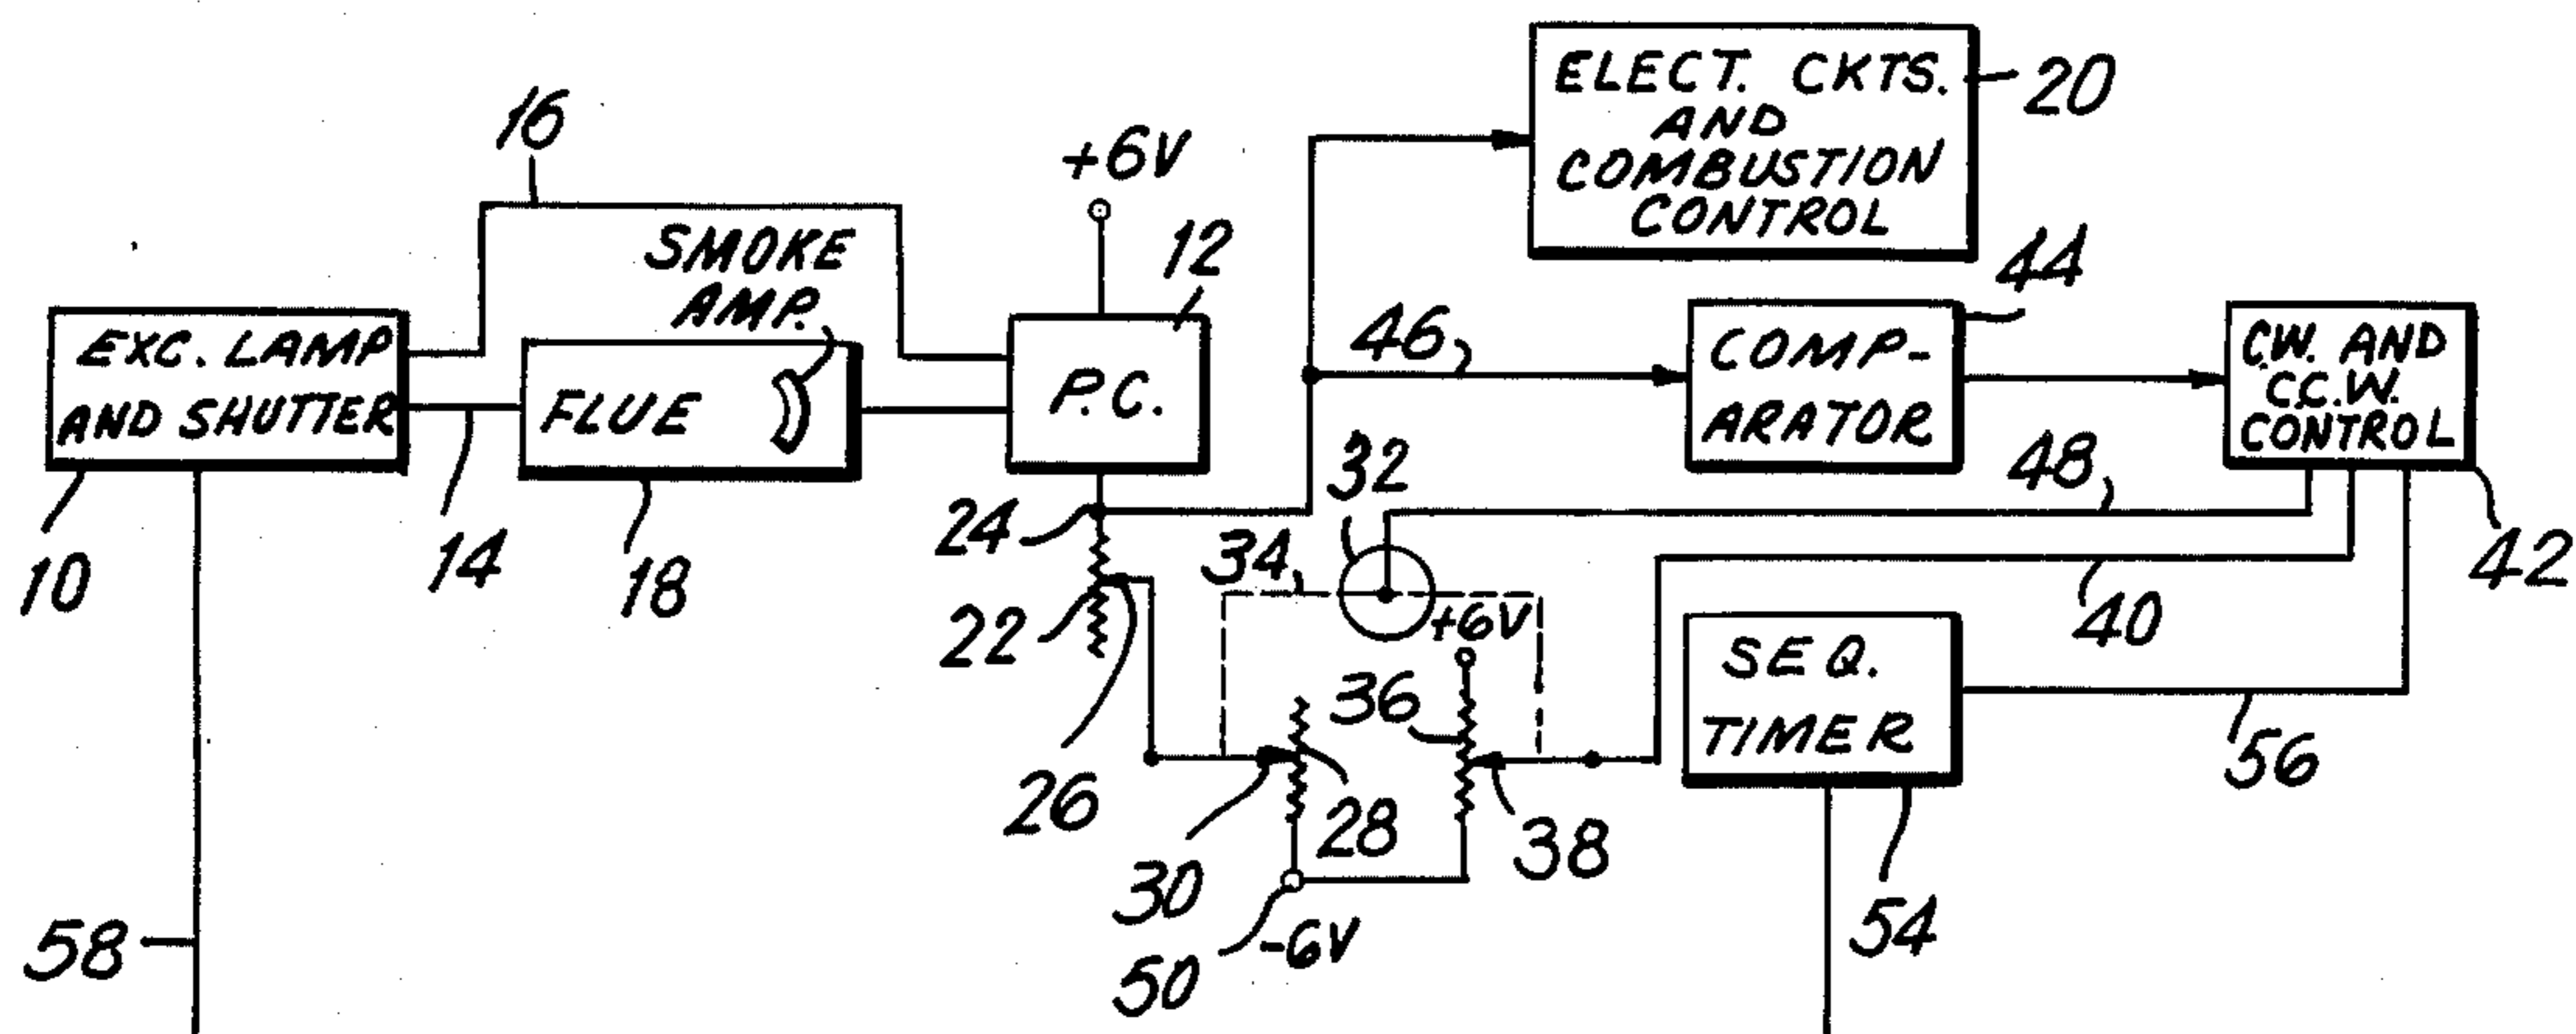 16
+6V
SMOKE
AMP.
12
ELECT. CKTS.
AND
COMBUSTION
CONTROL
20
EXC. LAMP
AND SHUTTER
FLUE
P.C.
46
COMP-
ARATOR
44
C.W. AND
C.C.W.
CONTROL
10
14
18
24
22
26
32
34
48
40
42
+6V
36
30
28
38
50
-6V
SEQ.
TIMER
54
56
58